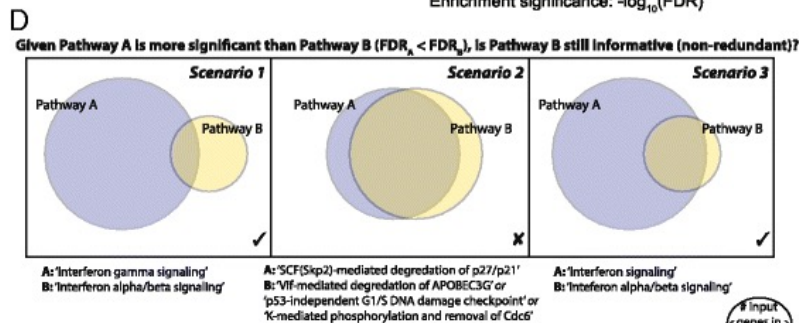 Enrichment significance: -log10(FDR)
D
Given Pathway A is more significant than Pathway B (FDRA < FDRB), is Pathway B still informative (non-redundant)?
Scenario 1
Scenario 2
Scenario 3
Pathway A
Pathway B
Pathway A
Pathway B
Pathway A
Pathway B
✓
✘
✓
A: 'Interferon gamma signaling'
B: 'Interferon alpha/beta signaling'
A: 'SCF(Skp2)-mediated degradation of p27/p21'
B: 'Vif-mediated degradation of APOBEC3G' or
'p53-independent G1/S DNA damage checkpoint' or
'K-mediated phosphorylation and removal of Cdc6'
A: 'Interferon signaling'
B: 'Inteferon alpha/beta signaling'
# Input
genes in